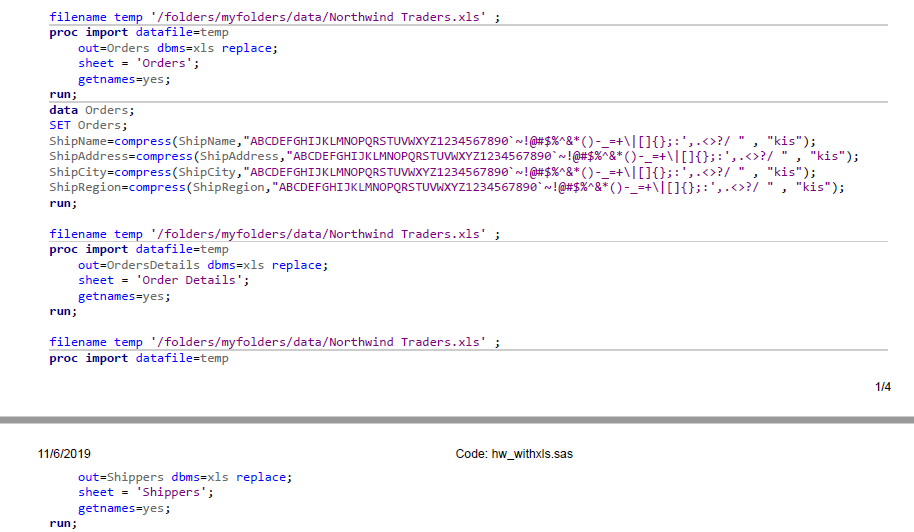 filename temp '/folders/myfolders/data/Northwind Traders.xls' ;
proc import datafile=temp
out=Orders dbms=xls replace;
sheet = 'Orders';
getnames=yes;
run;
data Orders;
SET Orders;
ShipName=compress(ShipName,"ABCDEFGHIJKLMNOPQRSTUVWXYZ1234567890`~!@#$%^&*()-_=+\|[]{};:',.<>?/ " , "kis");
ShipAddress=compress(ShipAddress,"ABCDEFGHIJKLMNOPQRSTUVWXYZ1234567890`~!@#$%^&*()-_=+\|[]{};:',.<>?/ " , "kis");
ShipCity=compress(ShipCity,"ABCDEFGHIJKLMNOPQRSTUVWXYZ1234567890`~!@#$%^&*()-_=+\|[]{};:',.<>?/ " , "kis");
ShipRegion=compress(ShipRegion,"ABCDEFGHIJKLMNOPQRSTUVWXYZ1234567890`~!@#$%^&*()-_=+\|[]{};:',.<>?/ " , "kis");
run;
filename temp '/folders/myfolders/data/Northwind Traders.xls' ;
proc import datafile=temp
out=OrdersDetails dbms=xls replace;
sheet = 'Order Details';
getnames=yes;
run;
filename temp '/folders/myfolders/data/Northwind Traders.xls' ;
proc import datafile=temp
1/4
11/6/2019 Code: hw_withxls.sas
out=Shippers dbms=xls replace;
sheet = 'Shippers';
getnames=yes;
run;